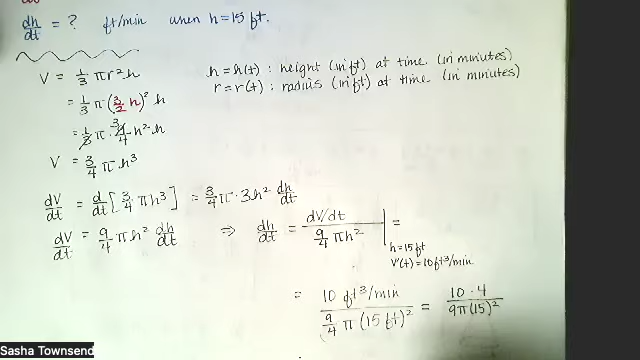 dh/dt = ? ft/min when h = 15 ft.
V = 1/3 πr²h
h = h(t) : height (in ft) at time (in minutes)
r = r(t) : radius (in ft) at time (in minutes)
= 1/3 π (3/2 h)² h
= 1/3 π · 9/4 h² h
3
V = 3/4 π h³
dV/dt = d/dt [3/4 π h³] = 3/4 π · 3h² dh/dt
dV/dt = 9/4 π h² dh/dt ⇒ dh/dt = dV/dt / (9/4 π h²) | =
h = 15 ft
V'(t) = 10 ft³/min
= 10 ft³/min / (9/4 π (15 ft)²) = 10 · 4 / 9π(15)²
Sasha Townsend